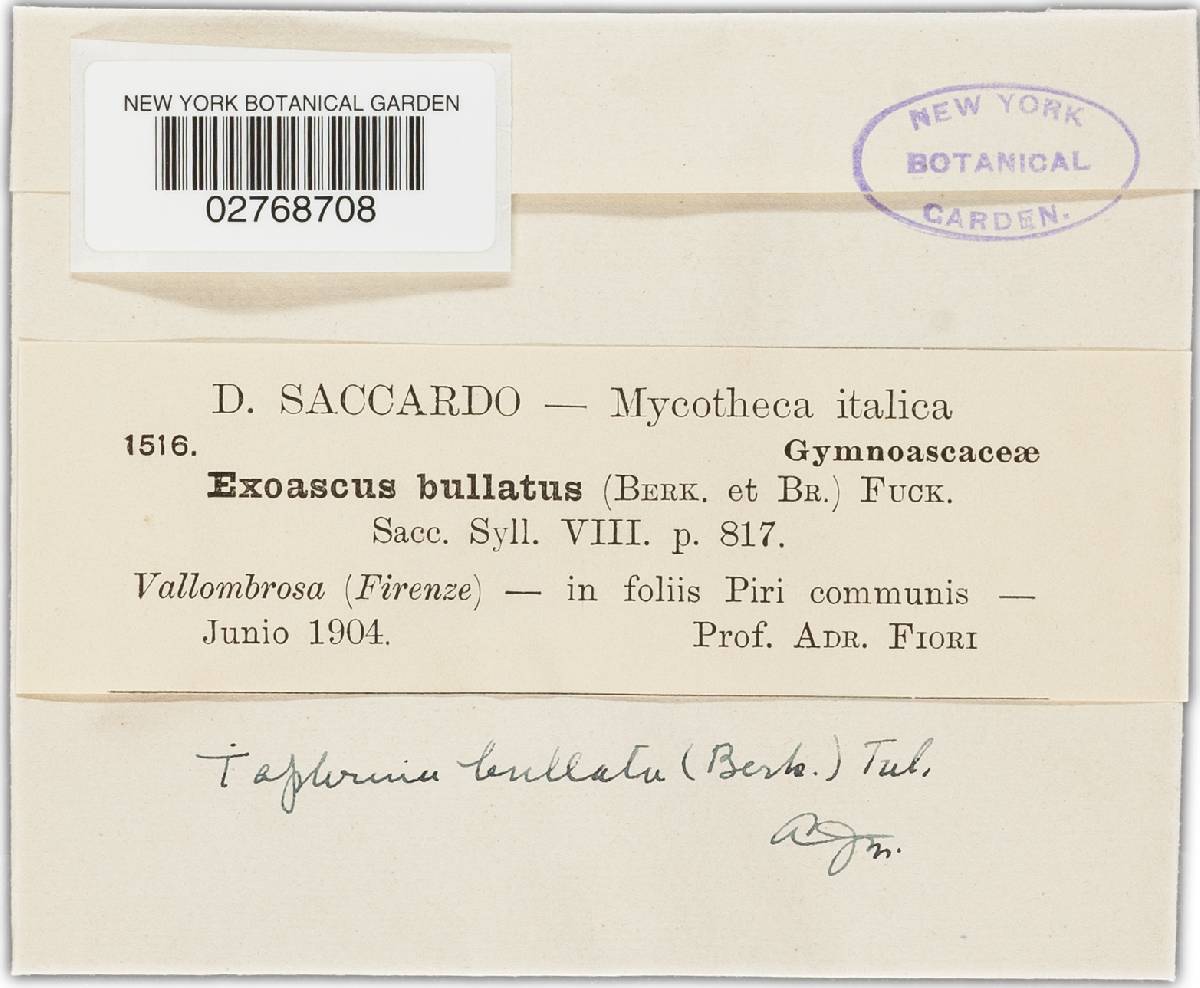 NEW YORK BOTANICAL GARDEN
02768708
NEW YORK
BOTANICAL
GARDEN.
D. SACCARDO — Mycotheca italica
1516. Gymnoascaceæ
Exoascus bullatus (BERK. et BR.) FUCK.
Sacc. Syll. VIII. p. 817.
Vallombrosa (Firenze) — in foliis Piri communis —
Junio 1904. Prof. ADR. FIORI
Taphrina bullata (Berk.) Tul.